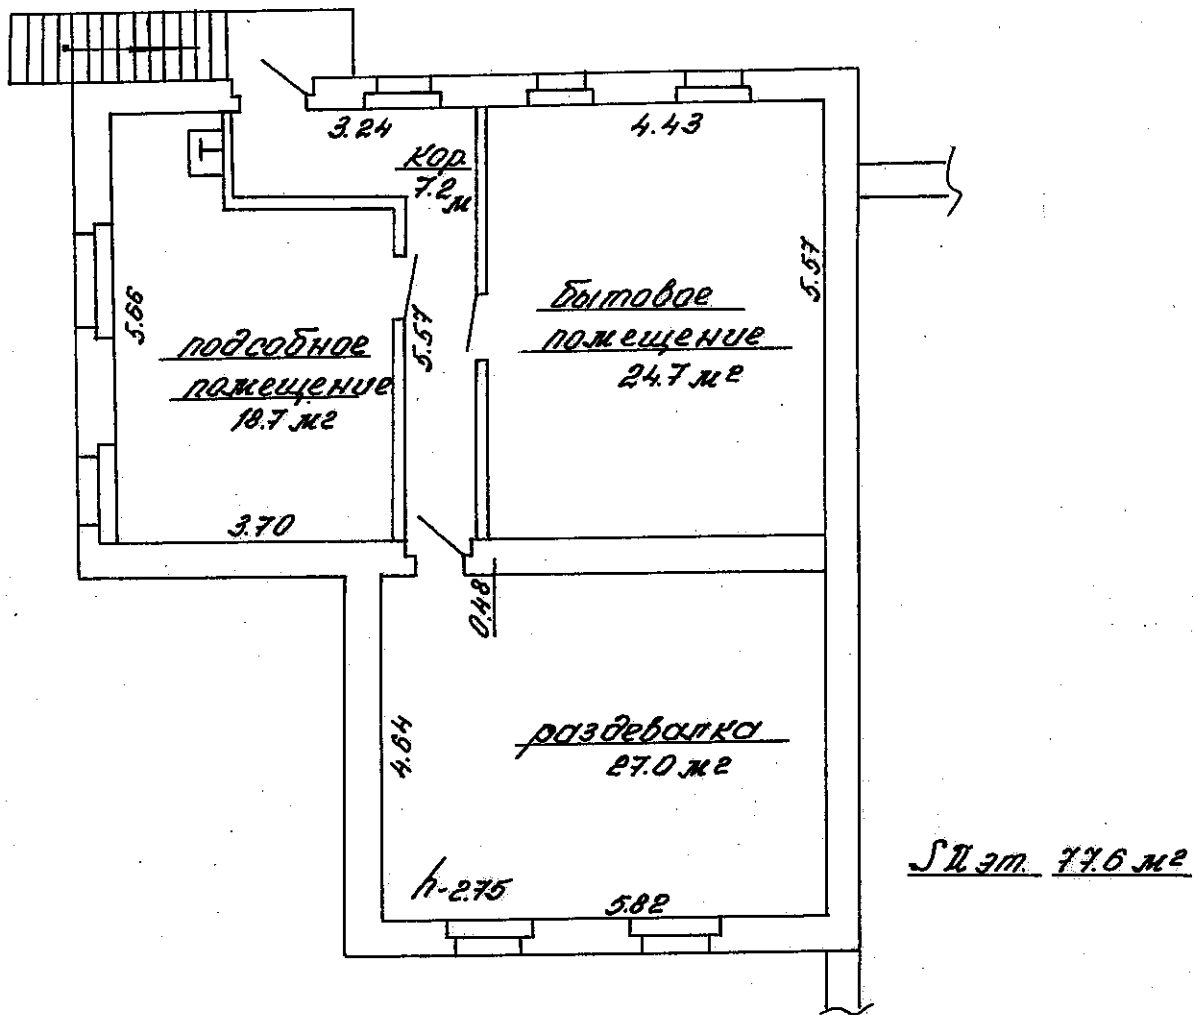 3.24
4.43
кор.
7.2
м
5.66
5.57
5.57
бытовое
помещение
24.7 м2
подсобное
помещение
18.7 м2
3.70
0.48
4.64
раздевалка
27.0 м2
S II эт. 77.6 м2
h-2.75
5.82